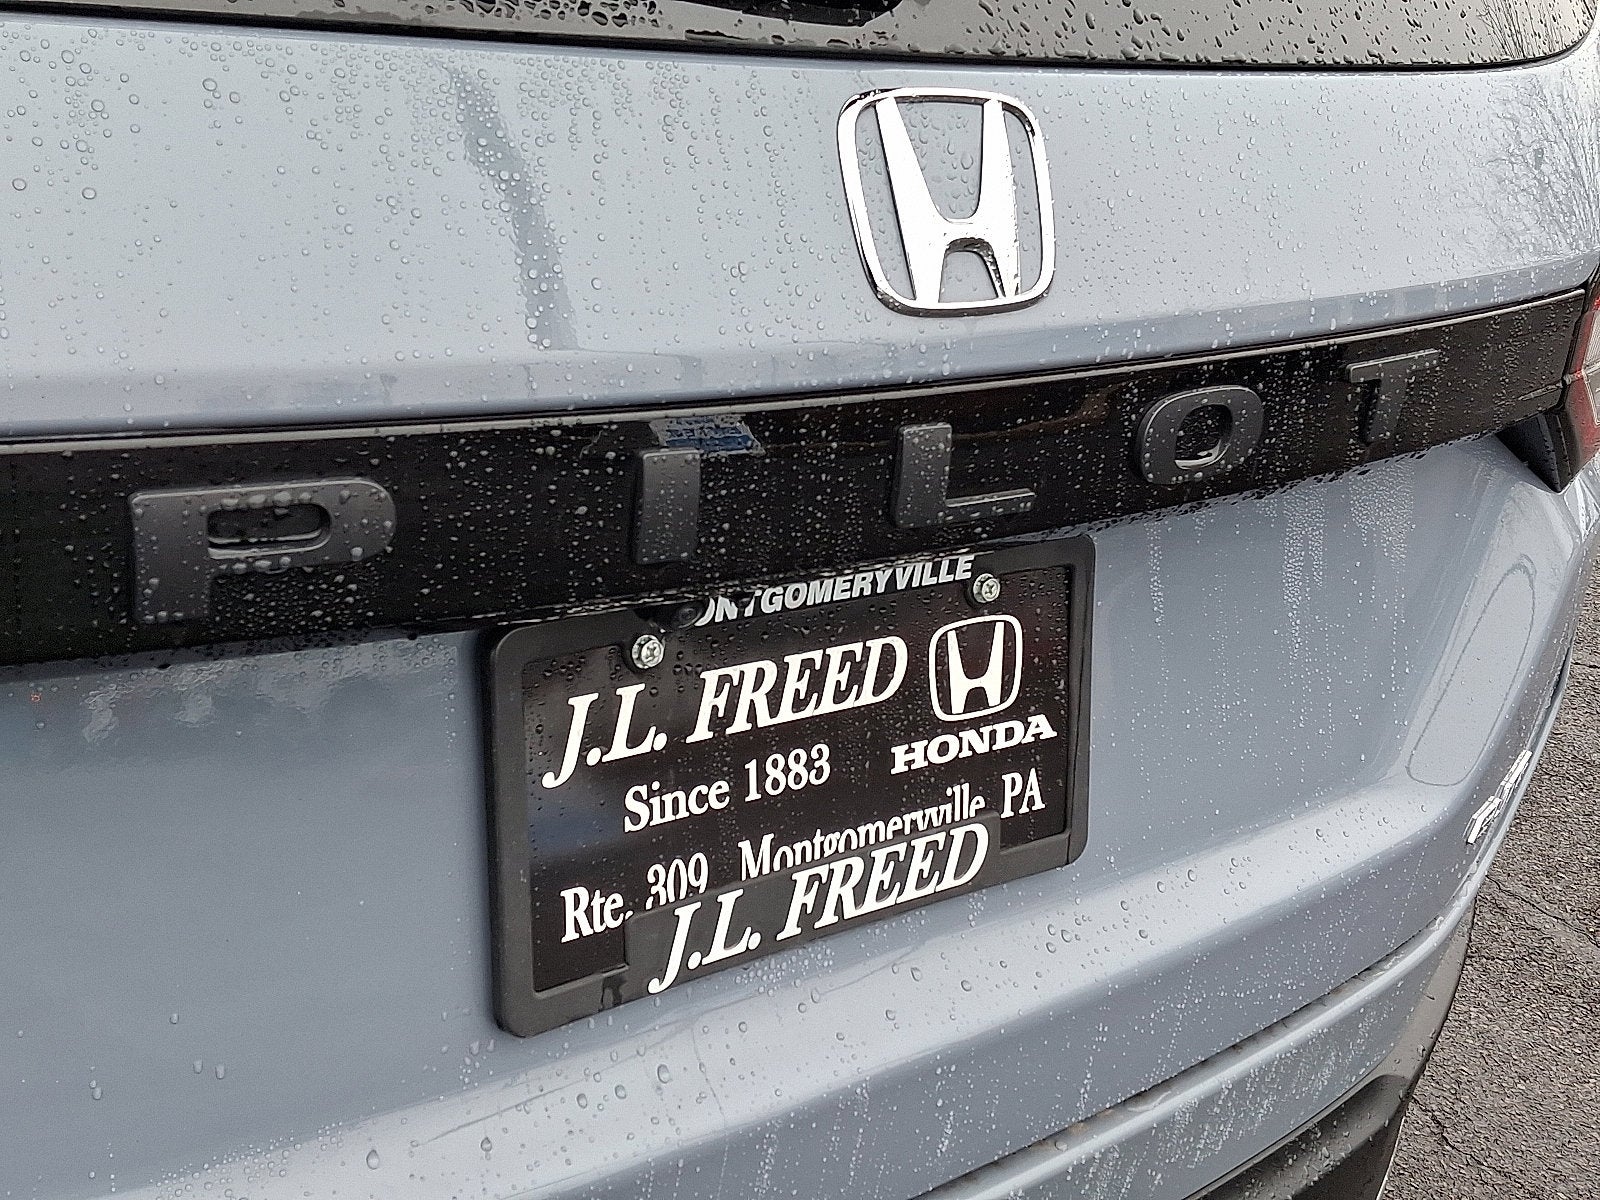 PILOT
MONTGOMERYVILLE
J.L. FREED
HONDA
Since 1883
Rte. 309 Montgomeryville PA
J.L. FREED